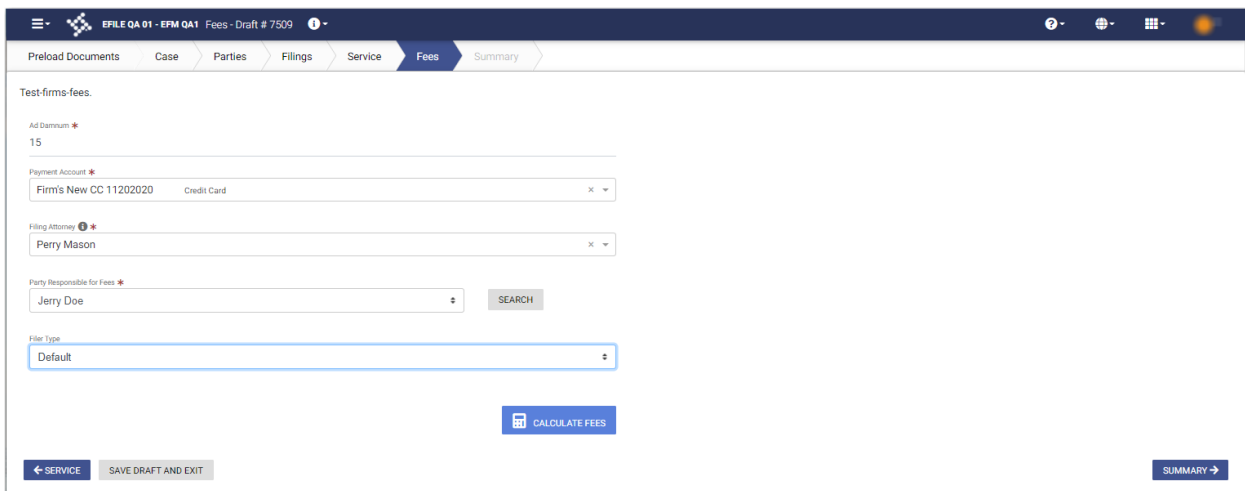 EFILE QA 01 - EFM QA1 Fees - Draft # 7509
Preload Documents Case Parties Filings Service Fees Summary
Test-firms-fees.
Ad Damnum *
15
Payment Account *
Firm's New CC 11202020 Credit Card
Filing Attorney *
Perry Mason
Party Responsible for Fees *
Jerry Doe SEARCH
Filer Type
Default
CALCULATE FEES
← SERVICE SAVE DRAFT AND EXIT SUMMARY →